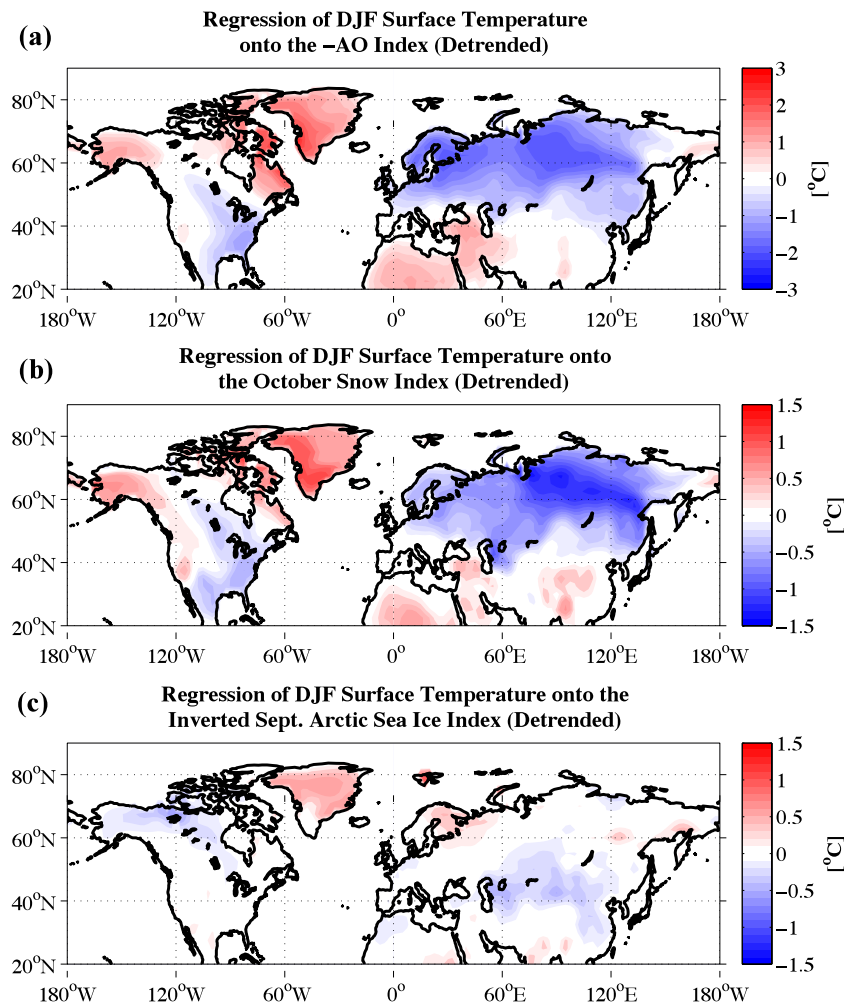 (a)
Regression of DJF Surface Temperature
onto the −AO Index (Detrended)
80°N
60°N
40°N
20°N
180°W 120°W 60°W 0° 60°E 120°E 180°W
3
2
1
0
−1
−2
−3
[°C]
(b)
Regression of DJF Surface Temperature onto
the October Snow Index (Detrended)
80°N
60°N
40°N
20°N
180°W 120°W 60°W 0° 60°E 120°E 180°W
1.5
1
0.5
0
−0.5
−1
−1.5
[°C]
(c)
Regression of DJF Surface Temperature onto the
Inverted Sept. Arctic Sea Ice Index (Detrended)
80°N
60°N
40°N
20°N
180°W 120°W 60°W 0° 60°E 120°E 180°W
1.5
1
0.5
0
−0.5
−1
−1.5
[°C]